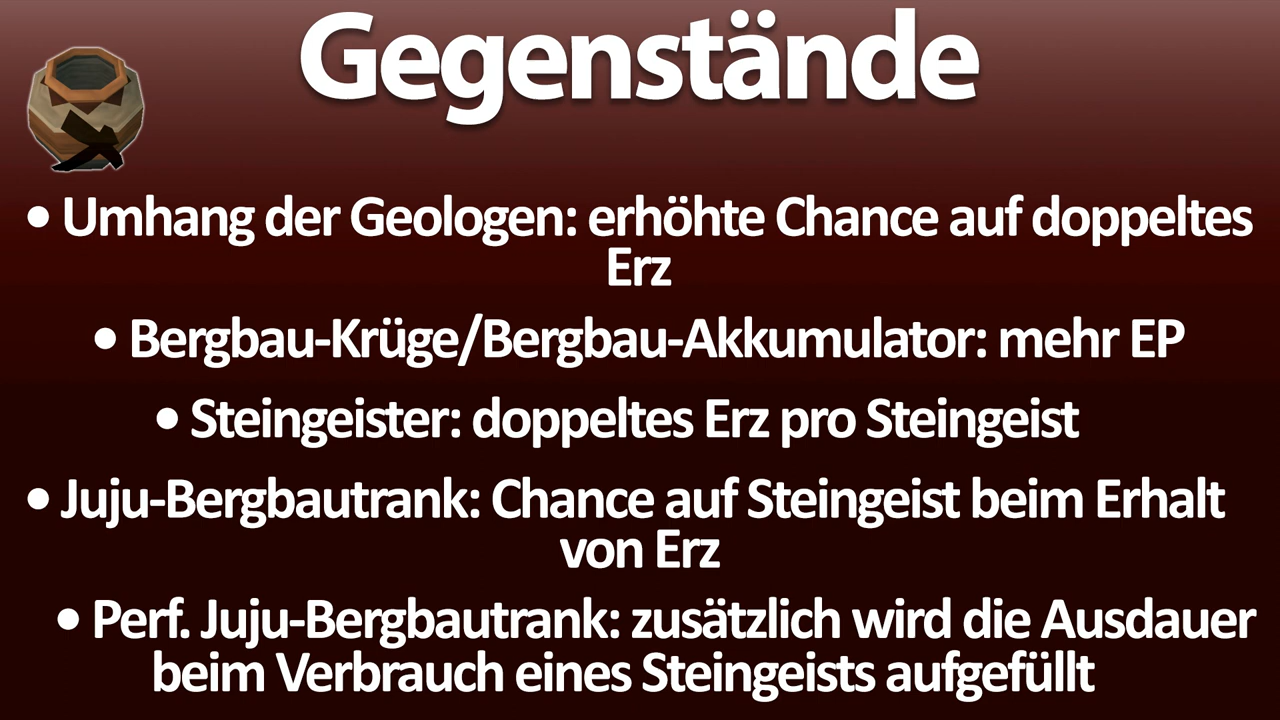 Gegenstände
• Umhang der Geologen: erhöhte Chance auf doppeltes
Erz
• Bergbau-Krüge/Bergbau-Akkumulator: mehr EP
• Steingeister: doppeltes Erz pro Steingeist
• Juju-Bergbautrank: Chance auf Steingeist beim Erhalt
von Erz
• Perf. Juju-Bergbautrank: zusätzlich wird die Ausdauer
beim Verbrauch eines Steingeists aufgefüllt